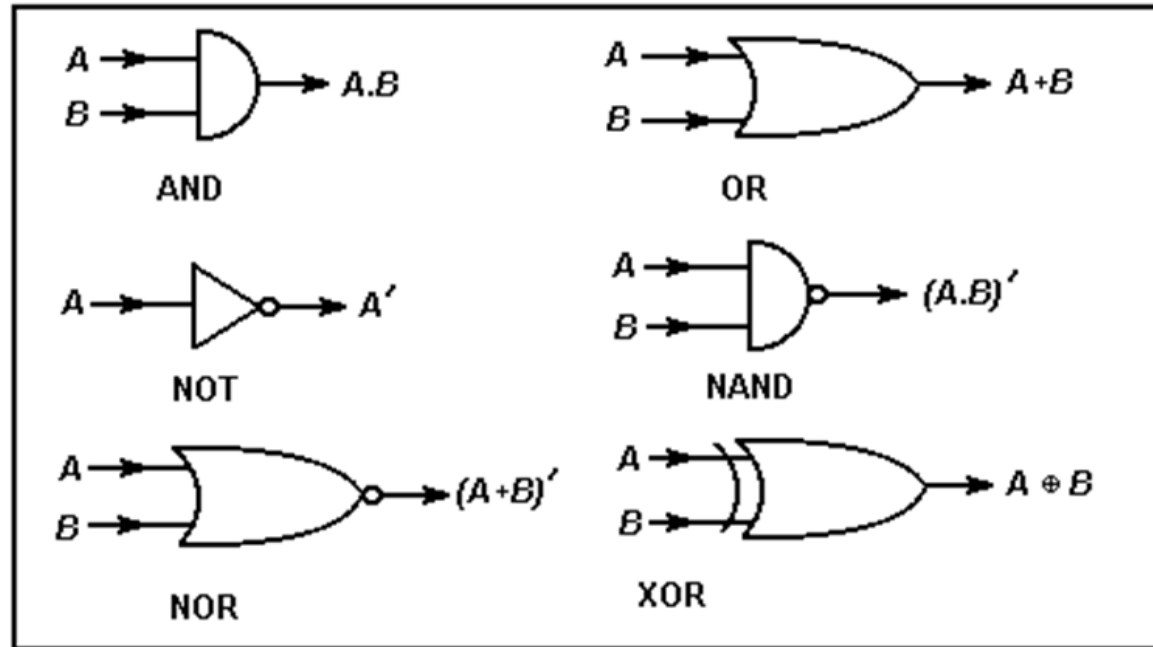 A
B
A.B
AND
A
B
A+B
OR
A
A′
NOT
A
B
(A.B)′
NAND
A
B
(A+B)′
NOR
A
B
A ⊕ B
XOR